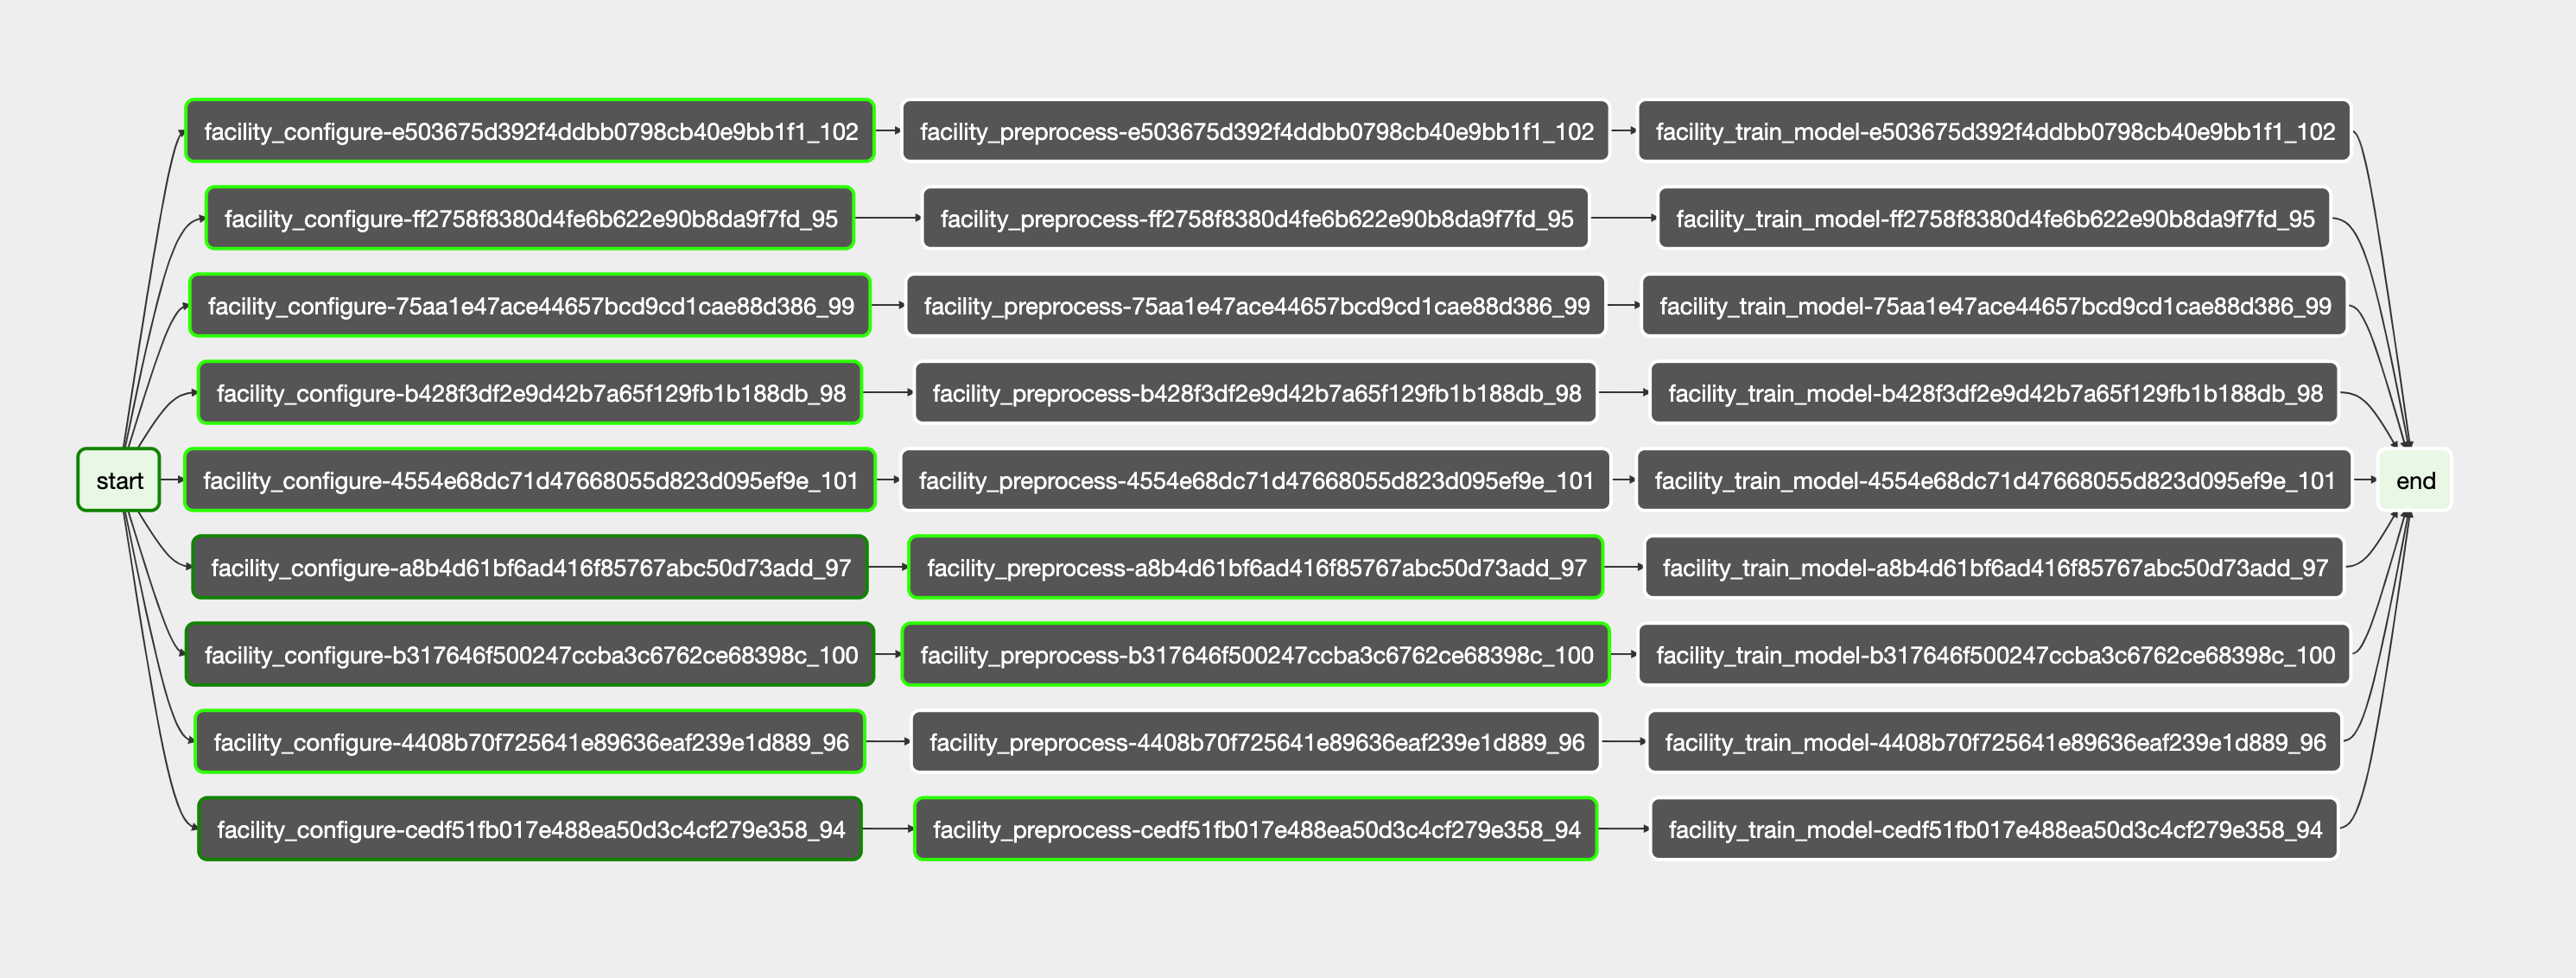 facility_configure-e503675d392f4ddbb0798cb40e9bb1f1_102 facility_preprocess-e503675d392f4ddbb0798cb40e9bb1f1_102 facility_train_model-e503675d392f4ddbb0798cb40e9bb1f1_102
facility_configure-ff2758f8380d4fe6b622e90b8da9f7fd_95 facility_preprocess-ff2758f8380d4fe6b622e90b8da9f7fd_95 facility_train_model-ff2758f8380d4fe6b622e90b8da9f7fd_95
facility_configure-75aa1e47ace44657bcd9cd1cae88d386_99 facility_preprocess-75aa1e47ace44657bcd9cd1cae88d386_99 facility_train_model-75aa1e47ace44657bcd9cd1cae88d386_99
facility_configure-b428f3df2e9d42b7a65f129fb1b188db_98 facility_preprocess-b428f3df2e9d42b7a65f129fb1b188db_98 facility_train_model-b428f3df2e9d42b7a65f129fb1b188db_98
start facility_configure-4554e68dc71d47668055d823d095ef9e_101 facility_preprocess-4554e68dc71d47668055d823d095ef9e_101 facility_train_model-4554e68dc71d47668055d823d095ef9e_101 end
facility_configure-a8b4d61bf6ad416f85767abc50d73add_97 facility_preprocess-a8b4d61bf6ad416f85767abc50d73add_97 facility_train_model-a8b4d61bf6ad416f85767abc50d73add_97
facility_configure-b317646f500247ccba3c6762ce68398c_100 facility_preprocess-b317646f500247ccba3c6762ce68398c_100 facility_train_model-b317646f500247ccba3c6762ce68398c_100
facility_configure-4408b70f725641e89636eaf239e1d889_96 facility_preprocess-4408b70f725641e89636eaf239e1d889_96 facility_train_model-4408b70f725641e89636eaf239e1d889_96
facility_configure-cedf51fb017e488ea50d3c4cf279e358_94 facility_preprocess-cedf51fb017e488ea50d3c4cf279e358_94 facility_train_model-cedf51fb017e488ea50d3c4cf279e358_94